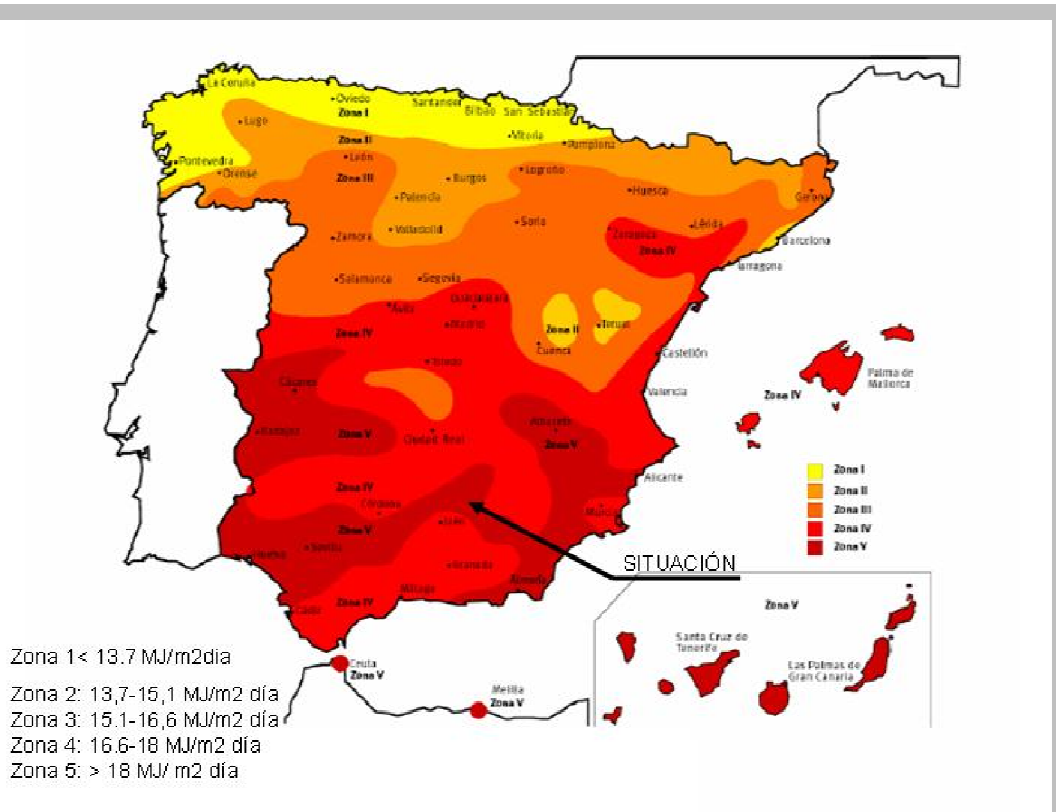 La Coruña
Oviedo
Santander
Bilbao
San Sebastián
Zona I
Lugo
Vitoria
Pamplona
Zona II
León
Pontevedra
Orense
Zona III
Burgos
Logroño
Huesca
Palencia
Gerona
Soria
Lérida
Valladolid
Zamora
Zaragoza
Barcelona
Zona IV
Tarragona
Salamanca
Segovia
Ávila
Madrid
Zona IV
Zona II
Teruel
Cuenca
Castellón
Toledo
Cáceres
Palma de
Mallorca
Valencia
Zona IV
Albacete
Badajoz
Zona V
Ciudad Real
Zona V
Alicante
Zona I
Zona II
Zona III
Zona IV
Zona V
Zona IV
Córdoba
Murcia
Jaén
Zona V
Sevilla
Huelva
SITUACIÓN
Granada
Almería
Málaga
Zona IV
Cádiz
Zona V
Santa Cruz de
Tenerife
Las Palmas de
Gran Canaria
Ceuta
Zona V
Melilla
Zona V
Zona 1< 13.7 MJ/m2dia
Zona 2: 13,7-15,1 MJ/m2 día
Zona 3: 15.1-16,6 MJ/m2 día
Zona 4: 16.6-18 MJ/m2 día
Zona 5: > 18 MJ/ m2 día